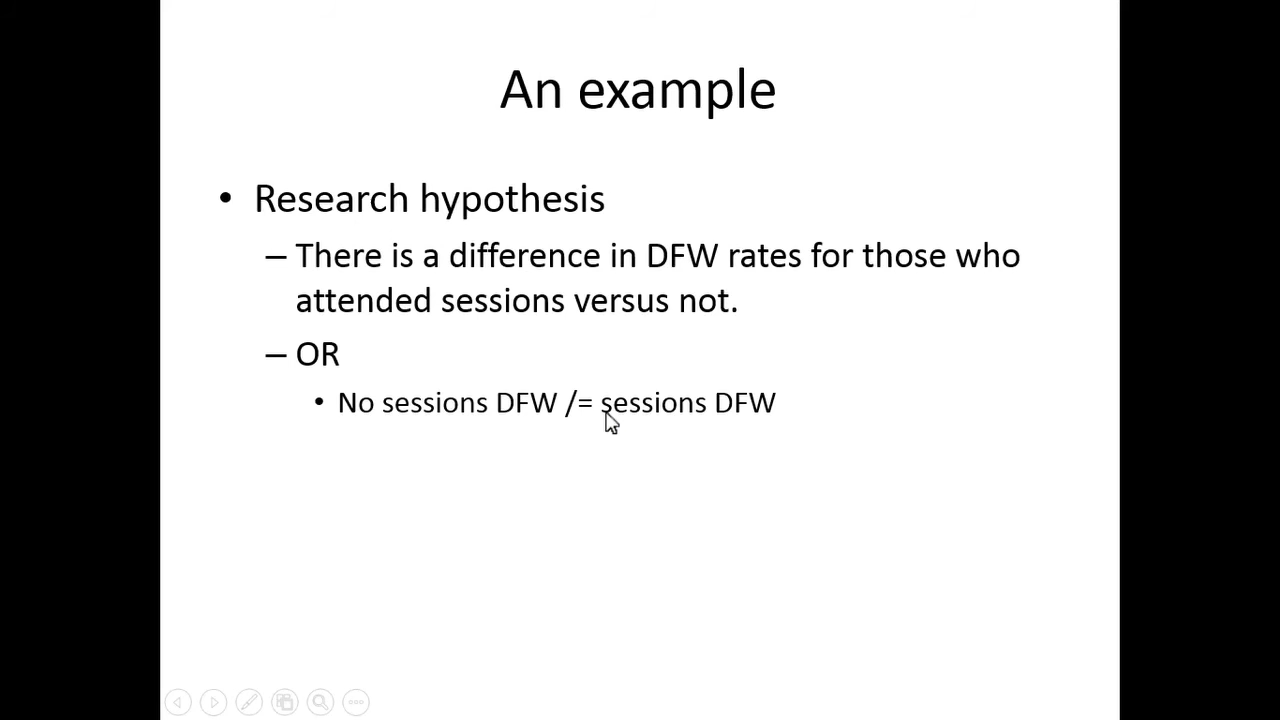 An example
• Research hypothesis
– There is a difference in DFW rates for those who
attended sessions versus not.
– OR
• No sessions DFW /= sessions DFW